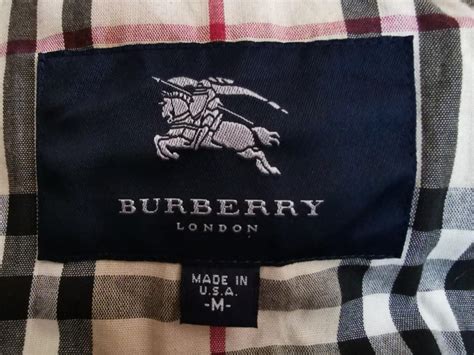 BURBERRY
LONDON
MADE IN
U.S.A.
-M-